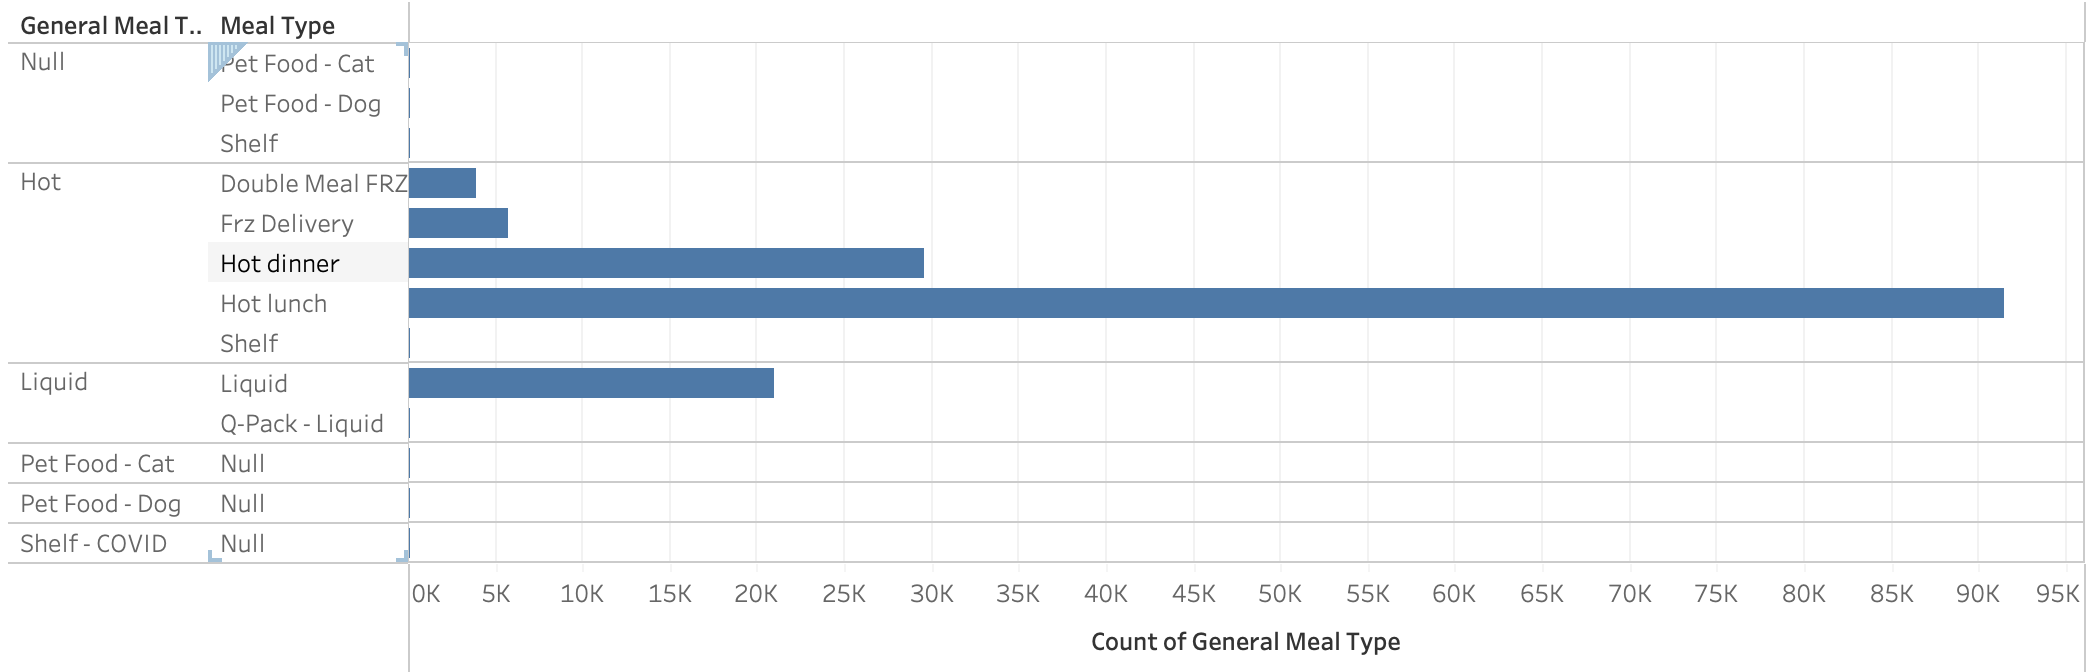 General Meal T.. Meal Type
Null Pet Food - Cat
Pet Food - Dog
Shelf
Hot Double Meal FRZ
Frz Delivery
Hot dinner
Hot lunch
Shelf
Liquid Liquid
Q-Pack - Liquid
Pet Food - Cat Null
Pet Food - Dog Null
Shelf - COVID Null
0K 5K 10K 15K 20K 25K 30K 35K 40K 45K 50K 55K 60K 65K 70K 75K 80K 85K 90K 95K
Count of General Meal Type